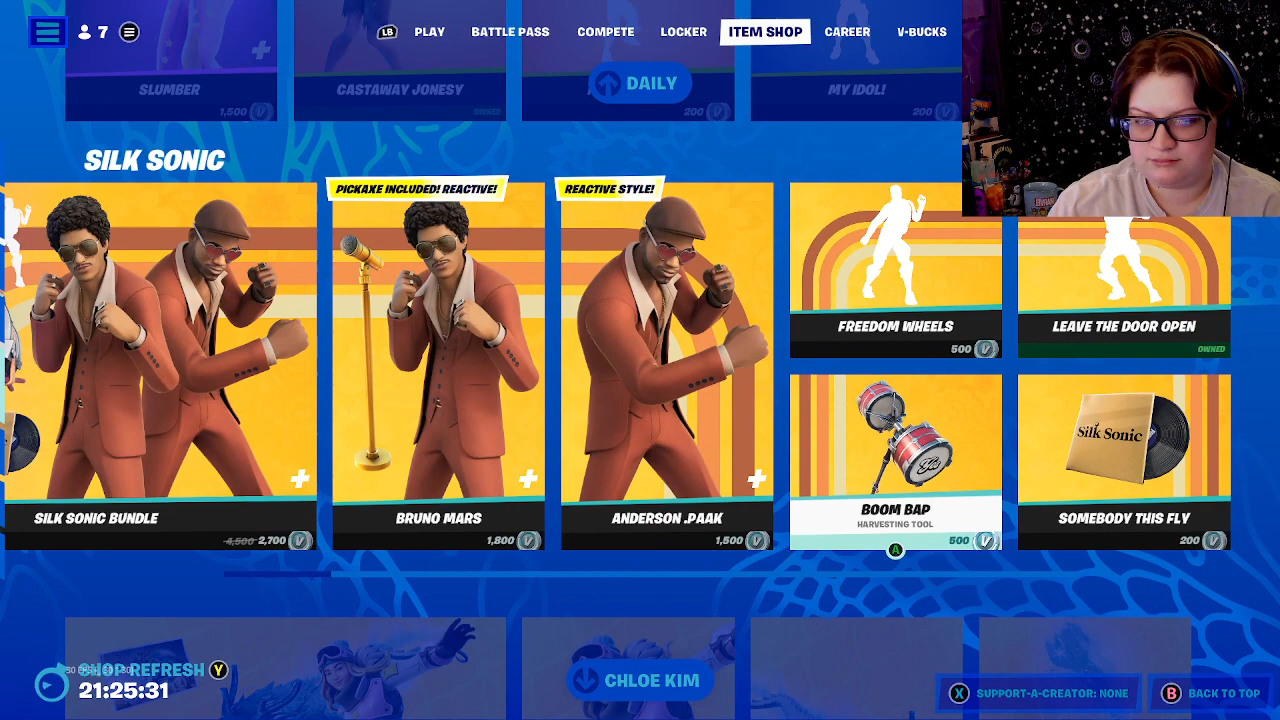 7
LB
PLAY
BATTLE PASS
COMPETE
LOCKER
ITEM SHOP
CAREER
V-BUCKS
SLUMBER
1,500
CASTAWAY JONESY
OWNED
DAILY
200
MY IDOL!
200
SILK SONIC
SILK SONIC BUNDLE
4,500 2,700
PICKAXE INCLUDED! REACTIVE!
BRUNO MARS
1,800
REACTIVE STYLE!
ANDERSON .PAAK
1,500
FREEDOM WHEELS
500
LEAVE THE DOOR OPEN
OWNED
BOOM BAP
HARVESTING TOOL
500
A
Silk Sonic
SOMEBODY THIS FLY
200
SHOP REFRESH Y
21:25:31
CHLOE KIM
X SUPPORT-A-CREATOR: NONE
B BACK TO TOP